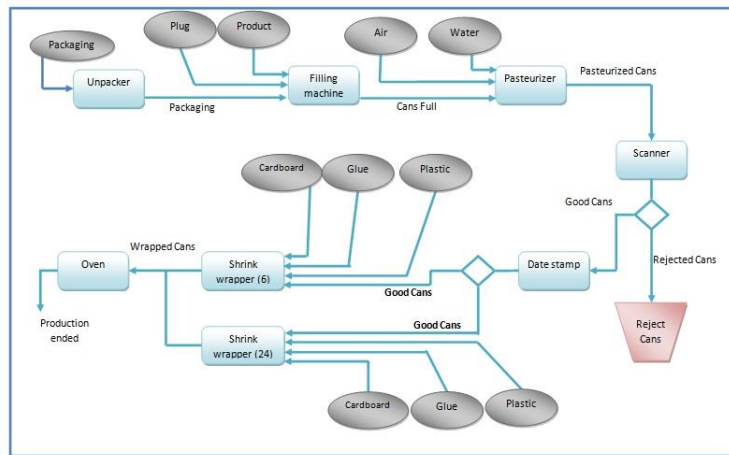 Plug
Product
Air
Water
Packaging
Unpacker
Filling
machine
Pasteurizer
Pasteurized Cans
Packaging
Cans Full
Scanner
Cardboard
Glue
Plastic
Good Cans
Wrapped Cans
Oven
Shrink
wrapper (6)
Date stamp
Rejected Cans
Good Cans
Production
ended
Good Cans
Shrink
wrapper (24)
Reject
Cans
Cardboard
Glue
Plastic